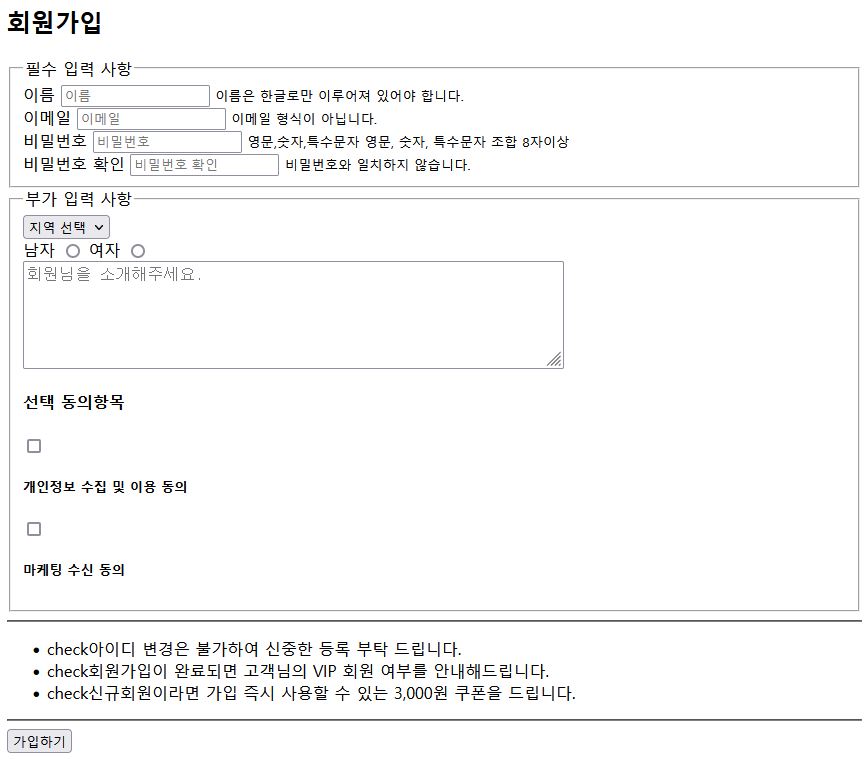 회원가입
필수 입력 사항
이름 이름 이름은 한글로만 이루어져 있어야 합니다.
이메일 이메일 이메일 형식이 아닙니다.
비밀번호 비밀번호 영문,숫자,특수문자 영문, 숫자, 특수문자 조합 8자이상
비밀번호 확인 비밀번호 확인 비밀번호와 일치하지 않습니다.
부가 입력 사항
지역 선택
남자 여자
회원님을 소개해주세요.
선택 동의항목
개인정보 수집 및 이용 동의
마케팅 수신 동의
check아이디 변경은 불가하여 신중한 등록 부탁 드립니다.
check회원가입이 완료되면 고객님의 VIP 회원 여부를 안내해드립니다.
check신규회원이라면 가입 즉시 사용할 수 있는 3,000원 쿠폰을 드립니다.
가입하기